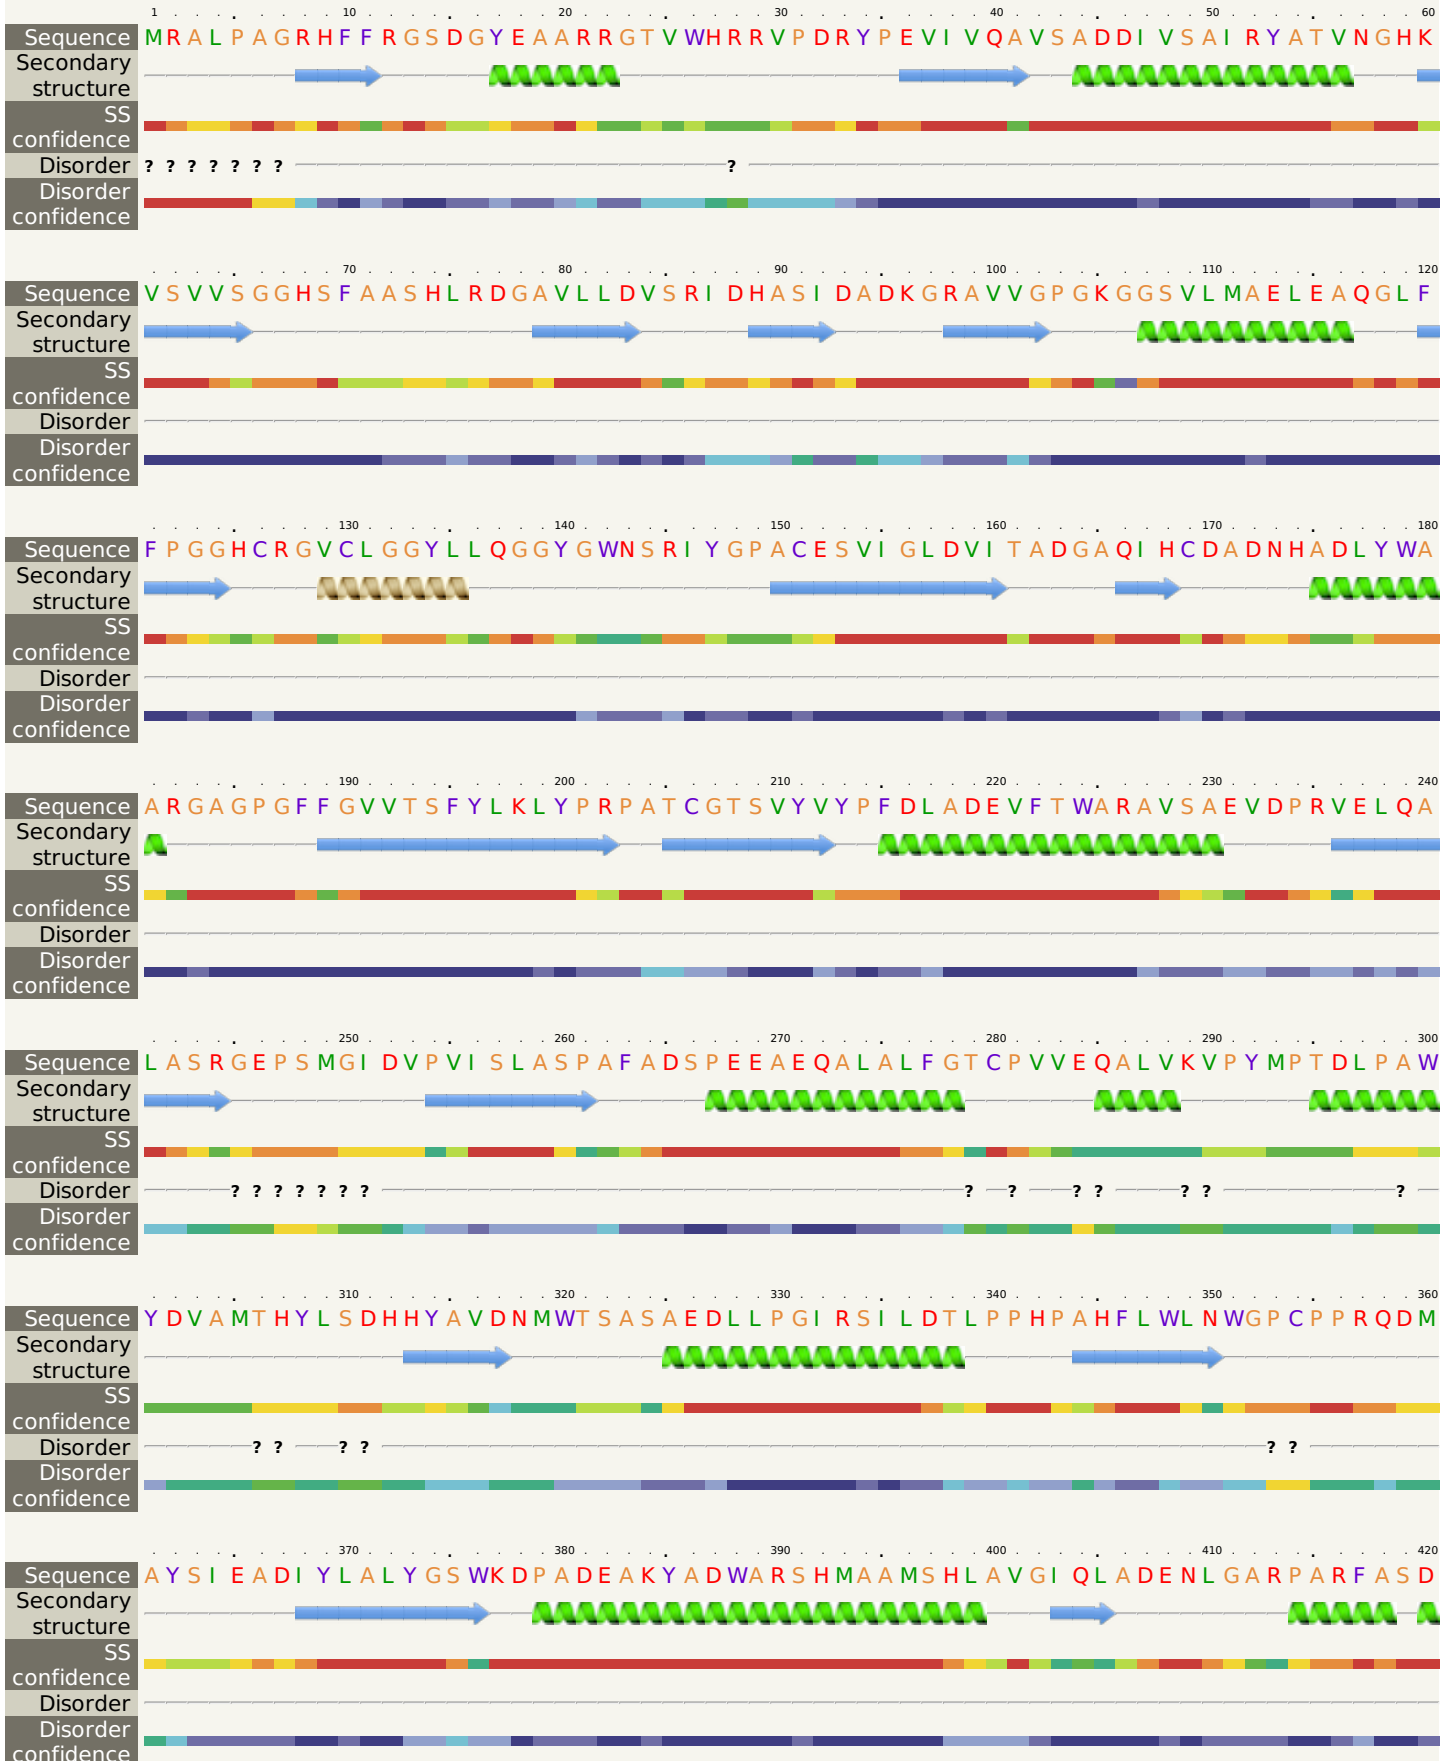 1 10 20 30 40 50 60
Sequence MRALPAGRHFFRGSDGYEAARRGTVWHRRVPDRYPEVIVQAVSADDIVSAIRYATVNGHK
Secondary structure
SS confidence
Disorder ? ? ? ? ? ? ? ?
Disorder confidence
70 80 90 100 110 120
Sequence VSVVSGGHSFAASHLRDGAVLLDVSRIDHASIDADKGRAVVGPGKGGSVLMAELEAQGLF
Secondary structure
SS confidence
Disorder
Disorder confidence
130 140 150 160 170 180
Sequence FPGGHCRGVCLGGYLLQGGYGWNSRIYGPACESVIGLDVITADGAQIHCDADNHADLYWA
Secondary structure
SS confidence
Disorder
Disorder confidence
190 200 210 220 230 240
Sequence ARGAGPGFFGVVTSFYLKLYPRPATCGTSVYVYPFDLADEVFTWARAVSAEVDPRVELQA
Secondary structure
SS confidence
Disorder
Disorder confidence
250 260 270 280 290 300
Sequence LASRGEPSMGIDVPVISLASPAFADSPEEAEQALALFGTCPVVEQALVKVPYMPTDLPAW
Secondary structure
SS confidence
Disorder ? ? ? ? ? ? ? ? ? ? ? ? ? ?
Disorder confidence
310 320 330 340 350 360
Sequence YDVAMTHYLSDHHYAVDNMWTSASAEDLLPGIRSILDTLPPHPAHFLWLNWGPCPPRQDM
Secondary structure
SS confidence
Disorder ? ? ? ? ? ?
Disorder confidence
370 380 390 400 410 420
Sequence AYSIEADIYLALYGSWKDPADEAKYADWARSHMAAMSHLAVGIQLADENLGARPARFASD
Secondary structure
SS confidence
Disorder
Disorder confidence